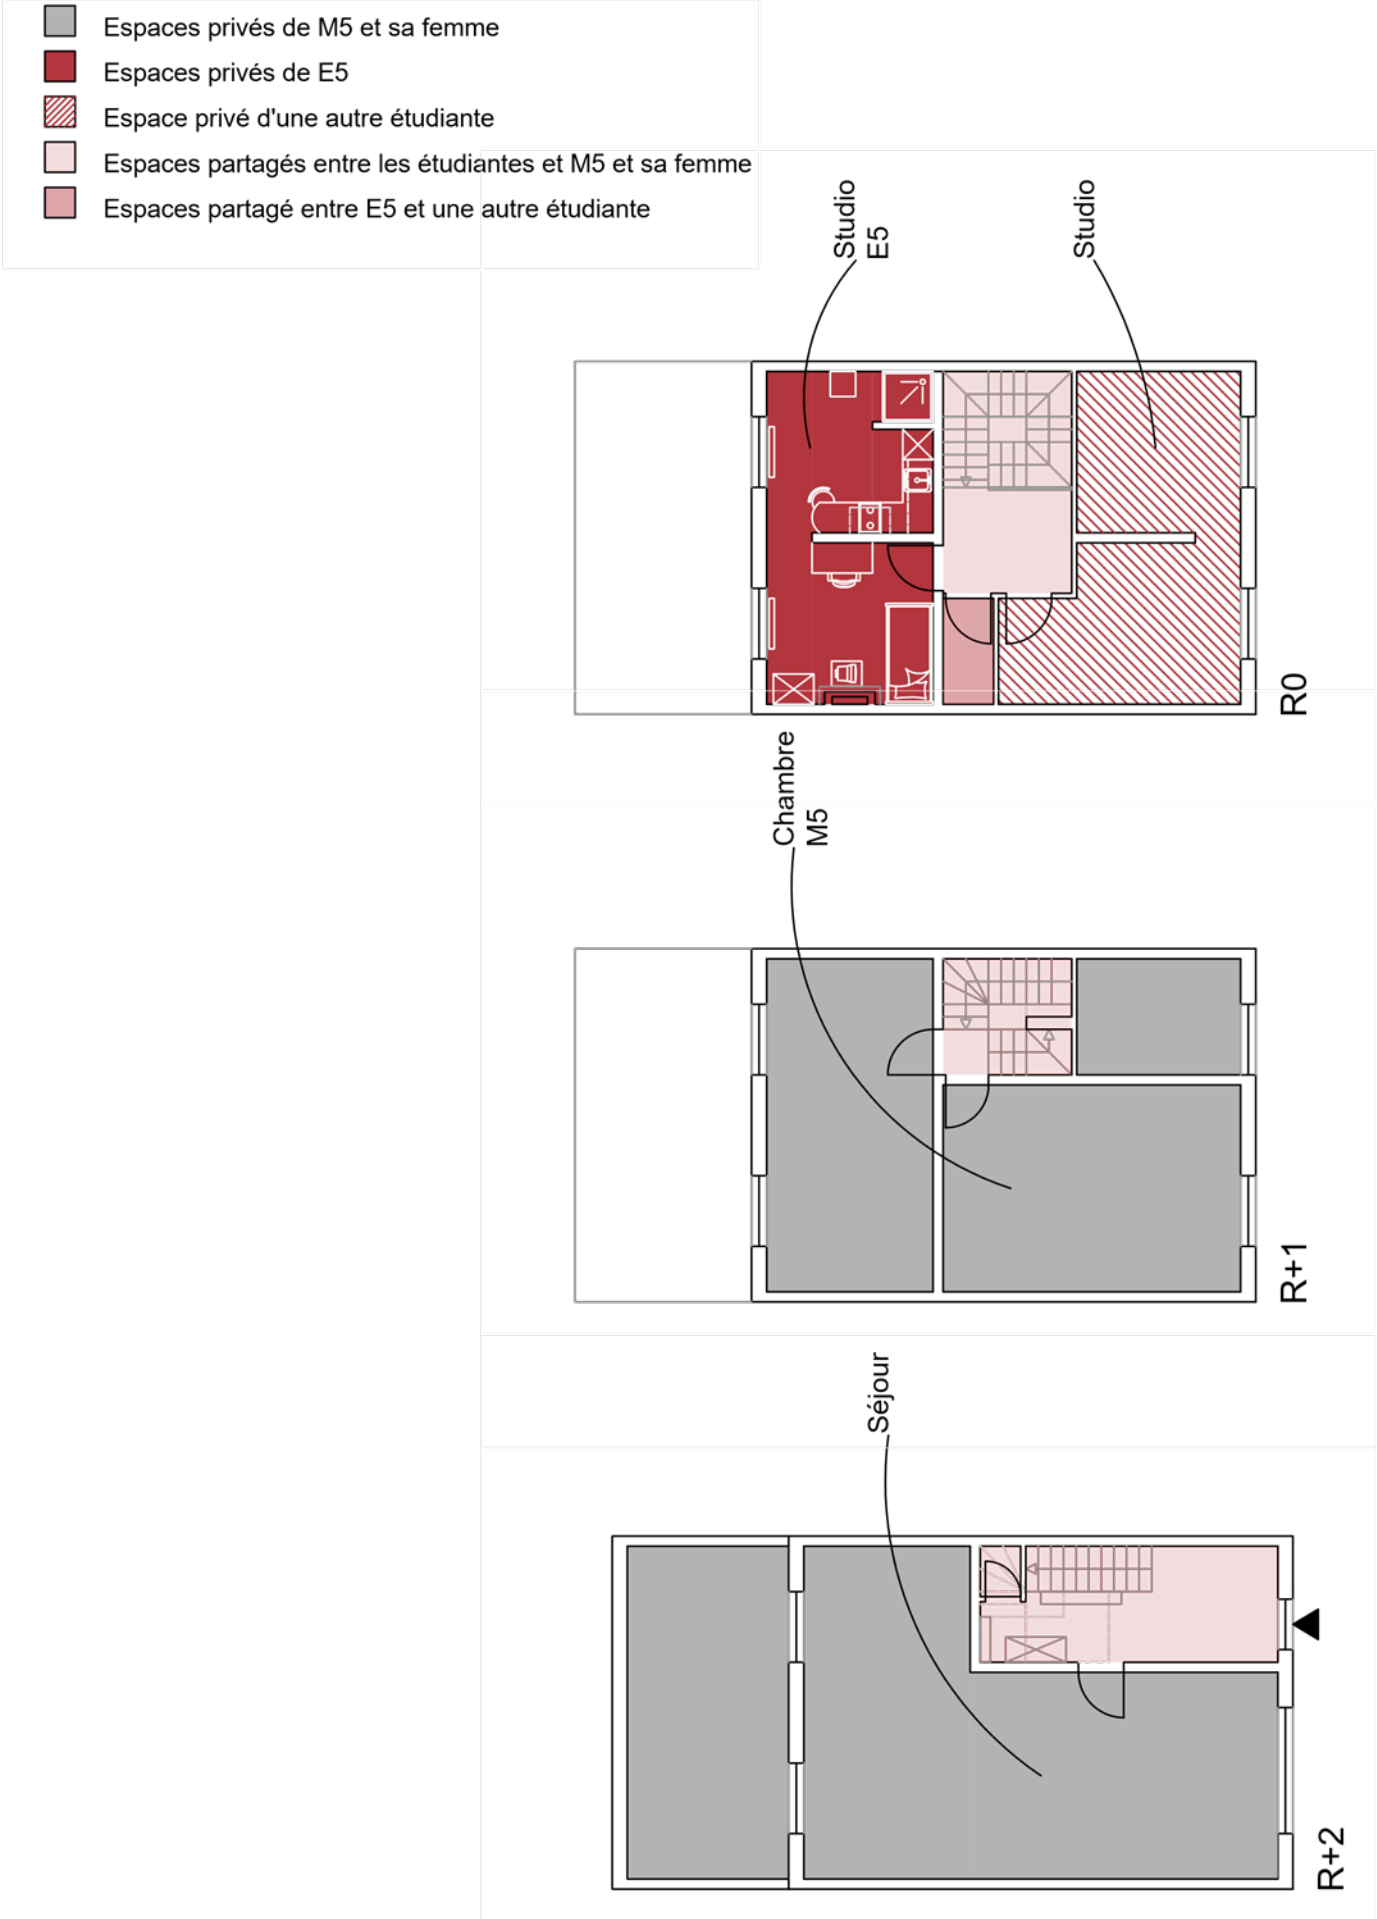 Espaces privés de M5 et sa femme
Espaces privés de E5
Espace privé d'une autre étudiante
Espaces partagés entre les étudiantes et M5 et sa femme
Espaces partagé entre E5 et une autre étudiante
Studio
E5
Studio
R0
Chambre
M5
R+1
Séjour
R+2